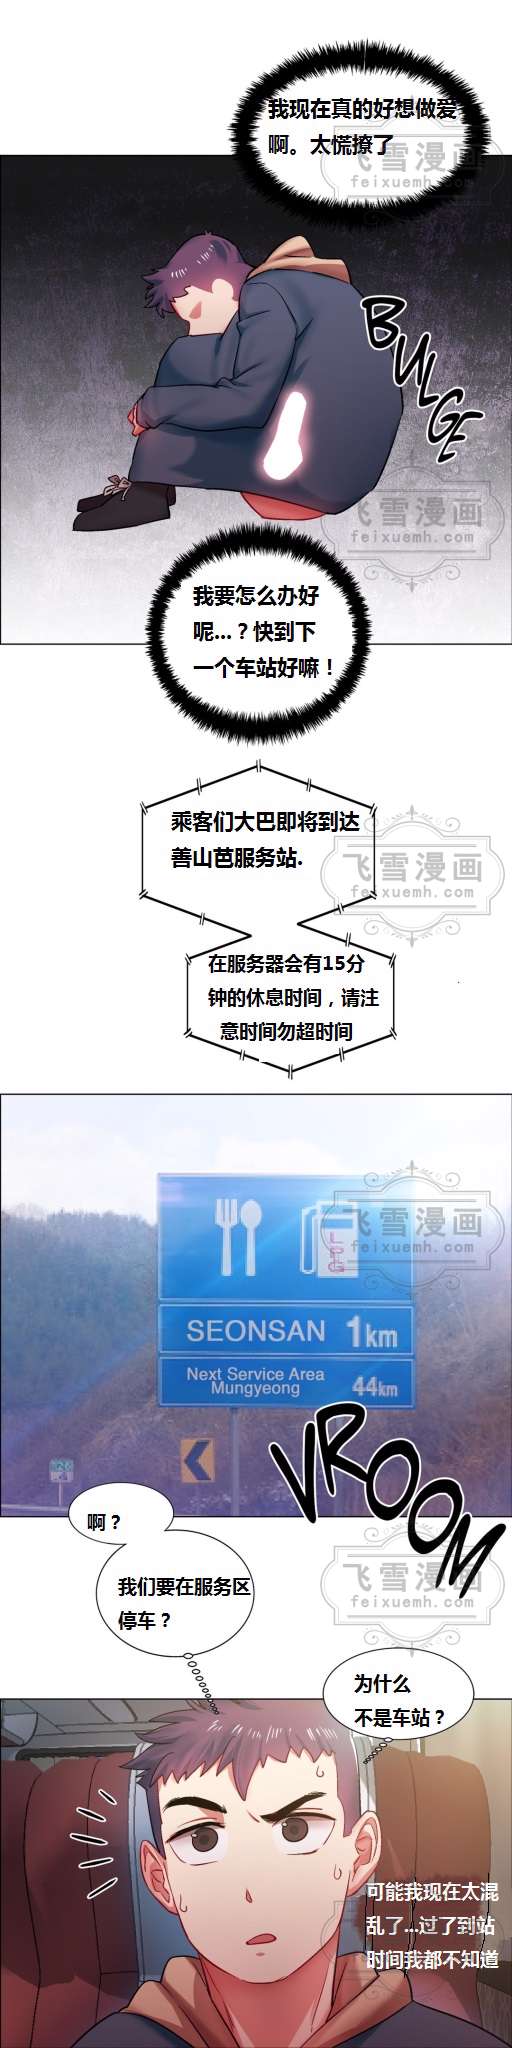 我现在真的好想做爱
啊。太慌撩了
飞雪漫画
feixuemh.com
BULGE
飞雪漫画
feixuemh.com
我要怎么办好
呢...？快到下
一个车站好嘛！
乘客们大巴即将到达
善山芭服务站.
飞雪漫画
feixuemh.com
在服务器会有15分
钟的休息时间，请注
意时间勿超时间
飞雪漫画
feixuemh.com
LPG
SEONSAN 1km
Next Service Area
Mungyeong 44km
VROOM
啊？
我们要在服务区
停车？
飞雪漫画
feixuemh.com
为什么
不是车站？
可能我现在太混
乱了...过了到站
时间我都不知道
飞雪漫画
feixuemh.com